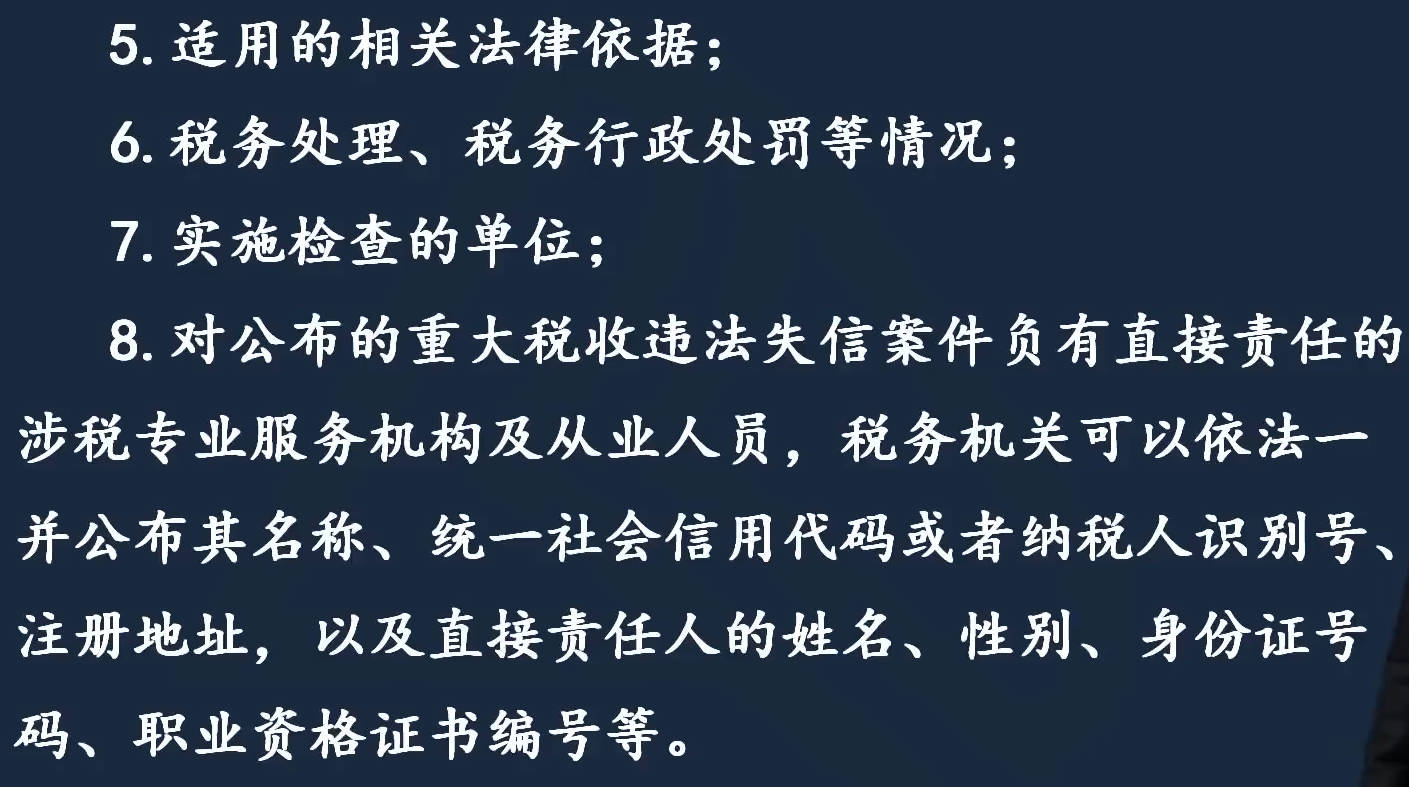 5. 适用的相关法律依据；
6. 税务处理、税务行政处罚等情况；
7. 实施检查的单位；
8. 对公布的重大税收违法失信案件负有直接责任的
涉税专业服务机构及从业人员，税务机关可以依法一
并公布其名称、统一社会信用代码或者纳税人识别号、
注册地址，以及直接责任人的姓名、性别、身份证号
码、职业资格证书编号等。